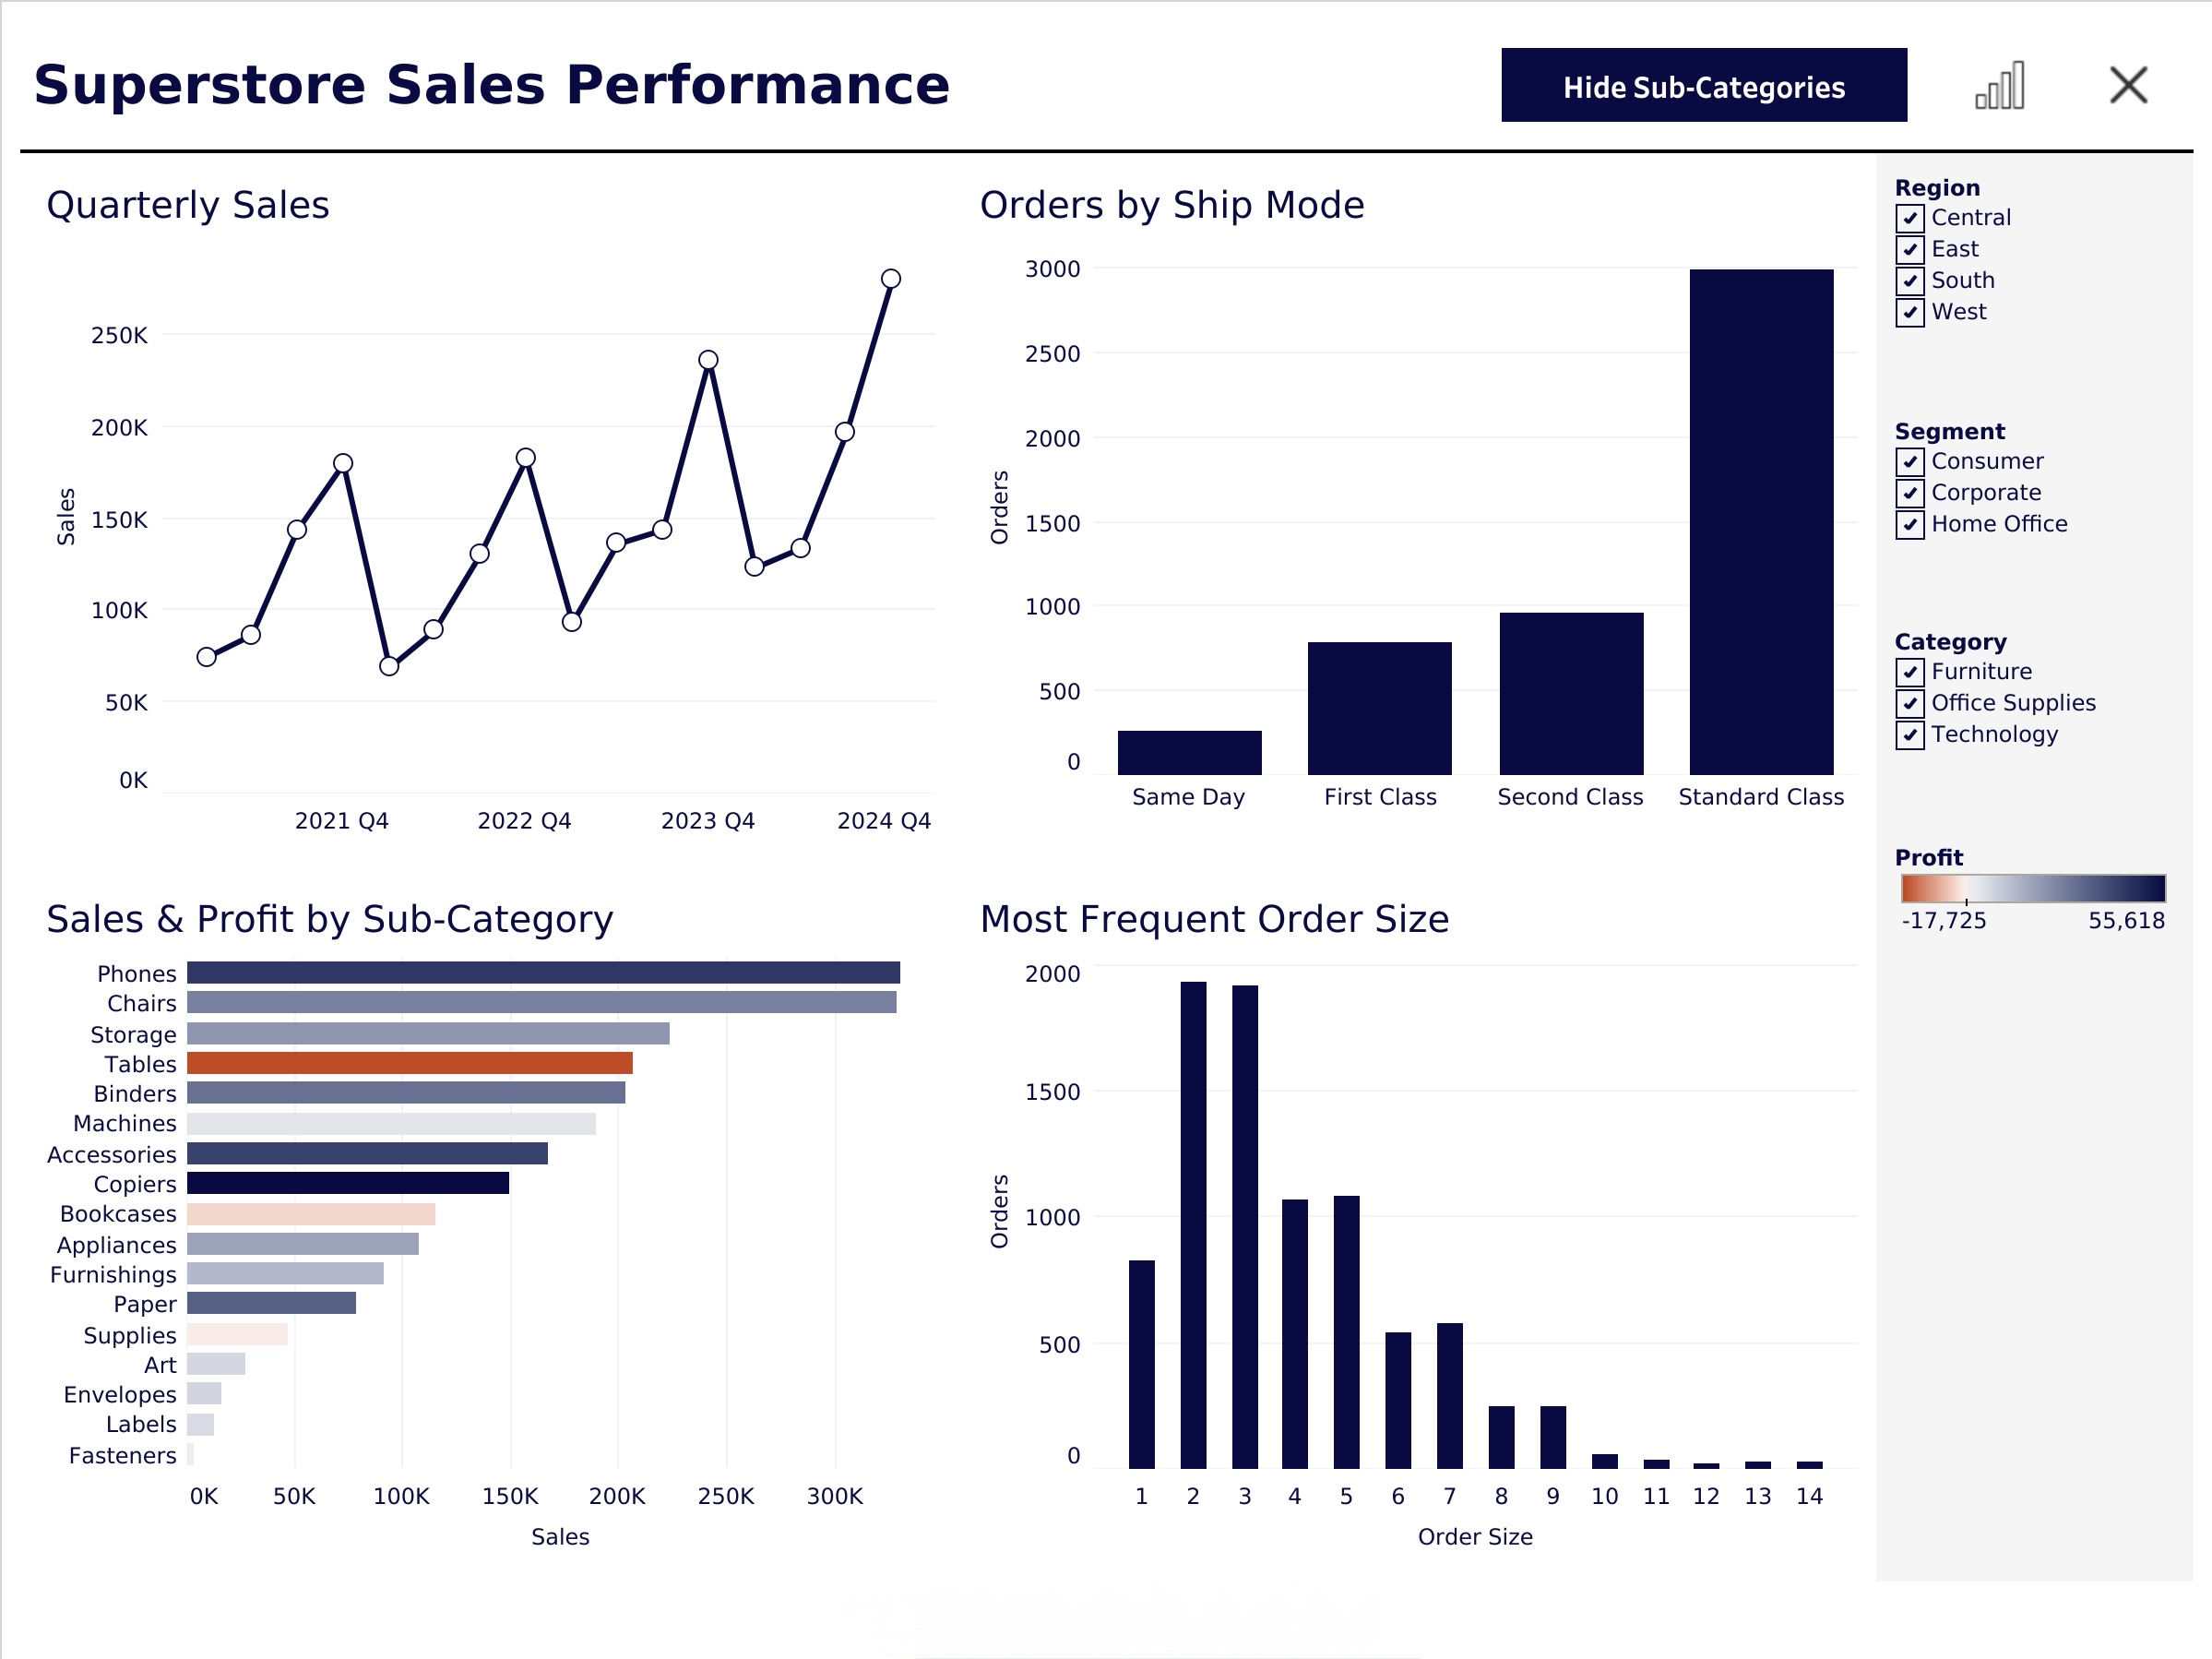 Superstore Sales Performance
Hide Sub-Categories
Quarterly Sales
250K
200K
150K
100K
50K
0K
Sales
2021 Q4 2022 Q4 2023 Q4 2024 Q4
Orders by Ship Mode
3000
2500
2000
1500
1000
500
0
Orders
Same Day First Class Second Class Standard Class
Region
Central
East
South
West
Segment
Consumer
Corporate
Home Office
Category
Furniture
Office Supplies
Technology
Profit
-17,725 55,618
Sales & Profit by Sub-Category
Phones
Chairs
Storage
Tables
Binders
Machines
Accessories
Copiers
Bookcases
Appliances
Furnishings
Paper
Supplies
Art
Envelopes
Labels
Fasteners
0K 50K 100K 150K 200K 250K 300K
Sales
Most Frequent Order Size
2000
1500
1000
500
0
Orders
1 2 3 4 5 6 7 8 9 10 11 12 13 14
Order Size